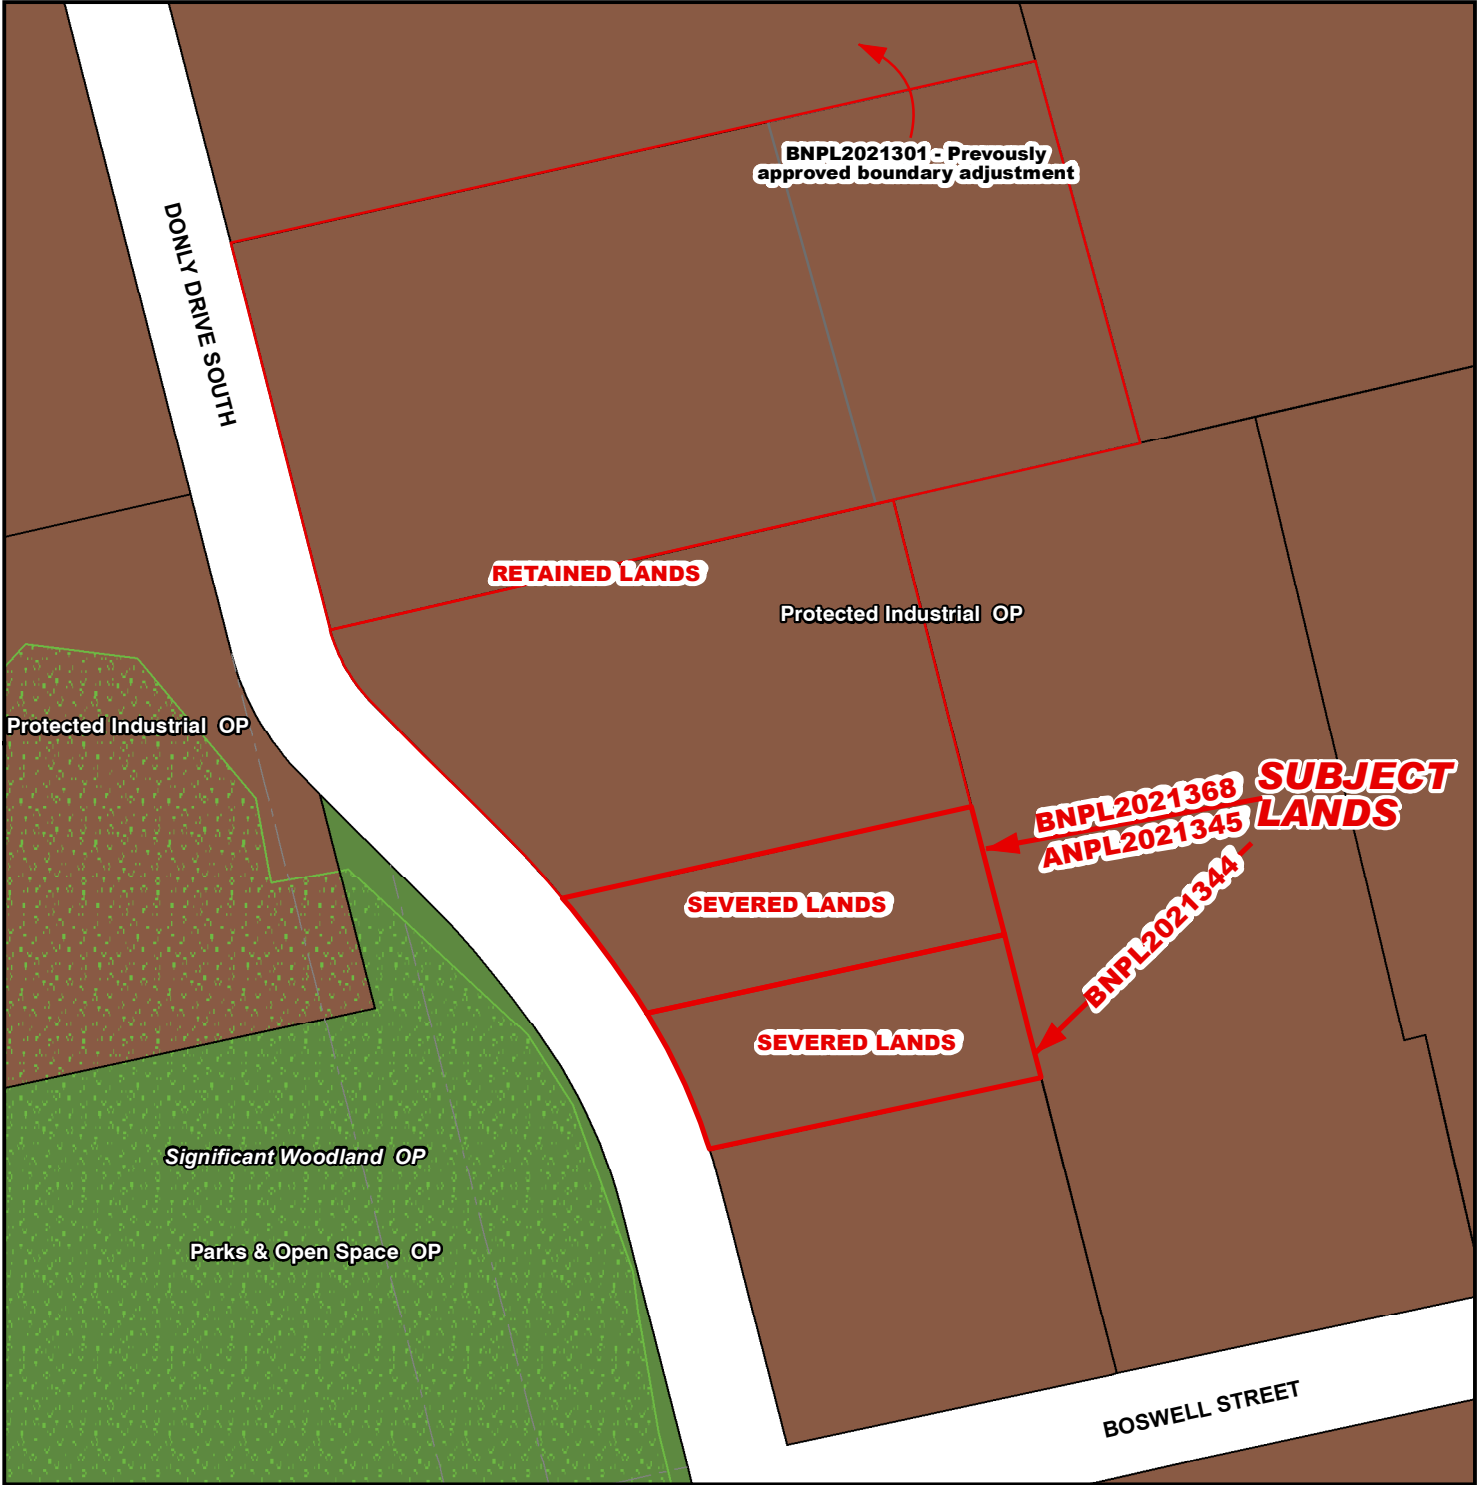 BNPL2021301 - Prevously
approved boundary adjustment
DONLY DRIVE SOUTH
RETAINED LANDS
Protected Industrial OP
Protected Industrial OP
SUBJECT
LANDS
BNPL2021368
ANPL2021345
BNPL2021344
SEVERED LANDS
SEVERED LANDS
Significant Woodland OP
Parks & Open Space OP
BOSWELL STREET